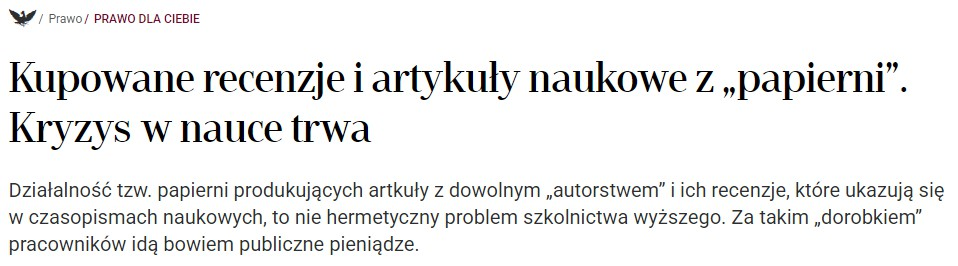 / Prawo / PRAWO DLA CIEBIE
Kupowane recenzje i artykuły naukowe z „papierni”.
Kryzys w nauce trwa
Działalność tzw. papierni produkujących artkuły z dowolnym „autorstwem” i ich recenzje, które ukazują się
w czasopismach naukowych, to nie hermetyczny problem szkolnictwa wyższego. Za takim „dorobkiem”
pracowników idą bowiem publiczne pieniądze.